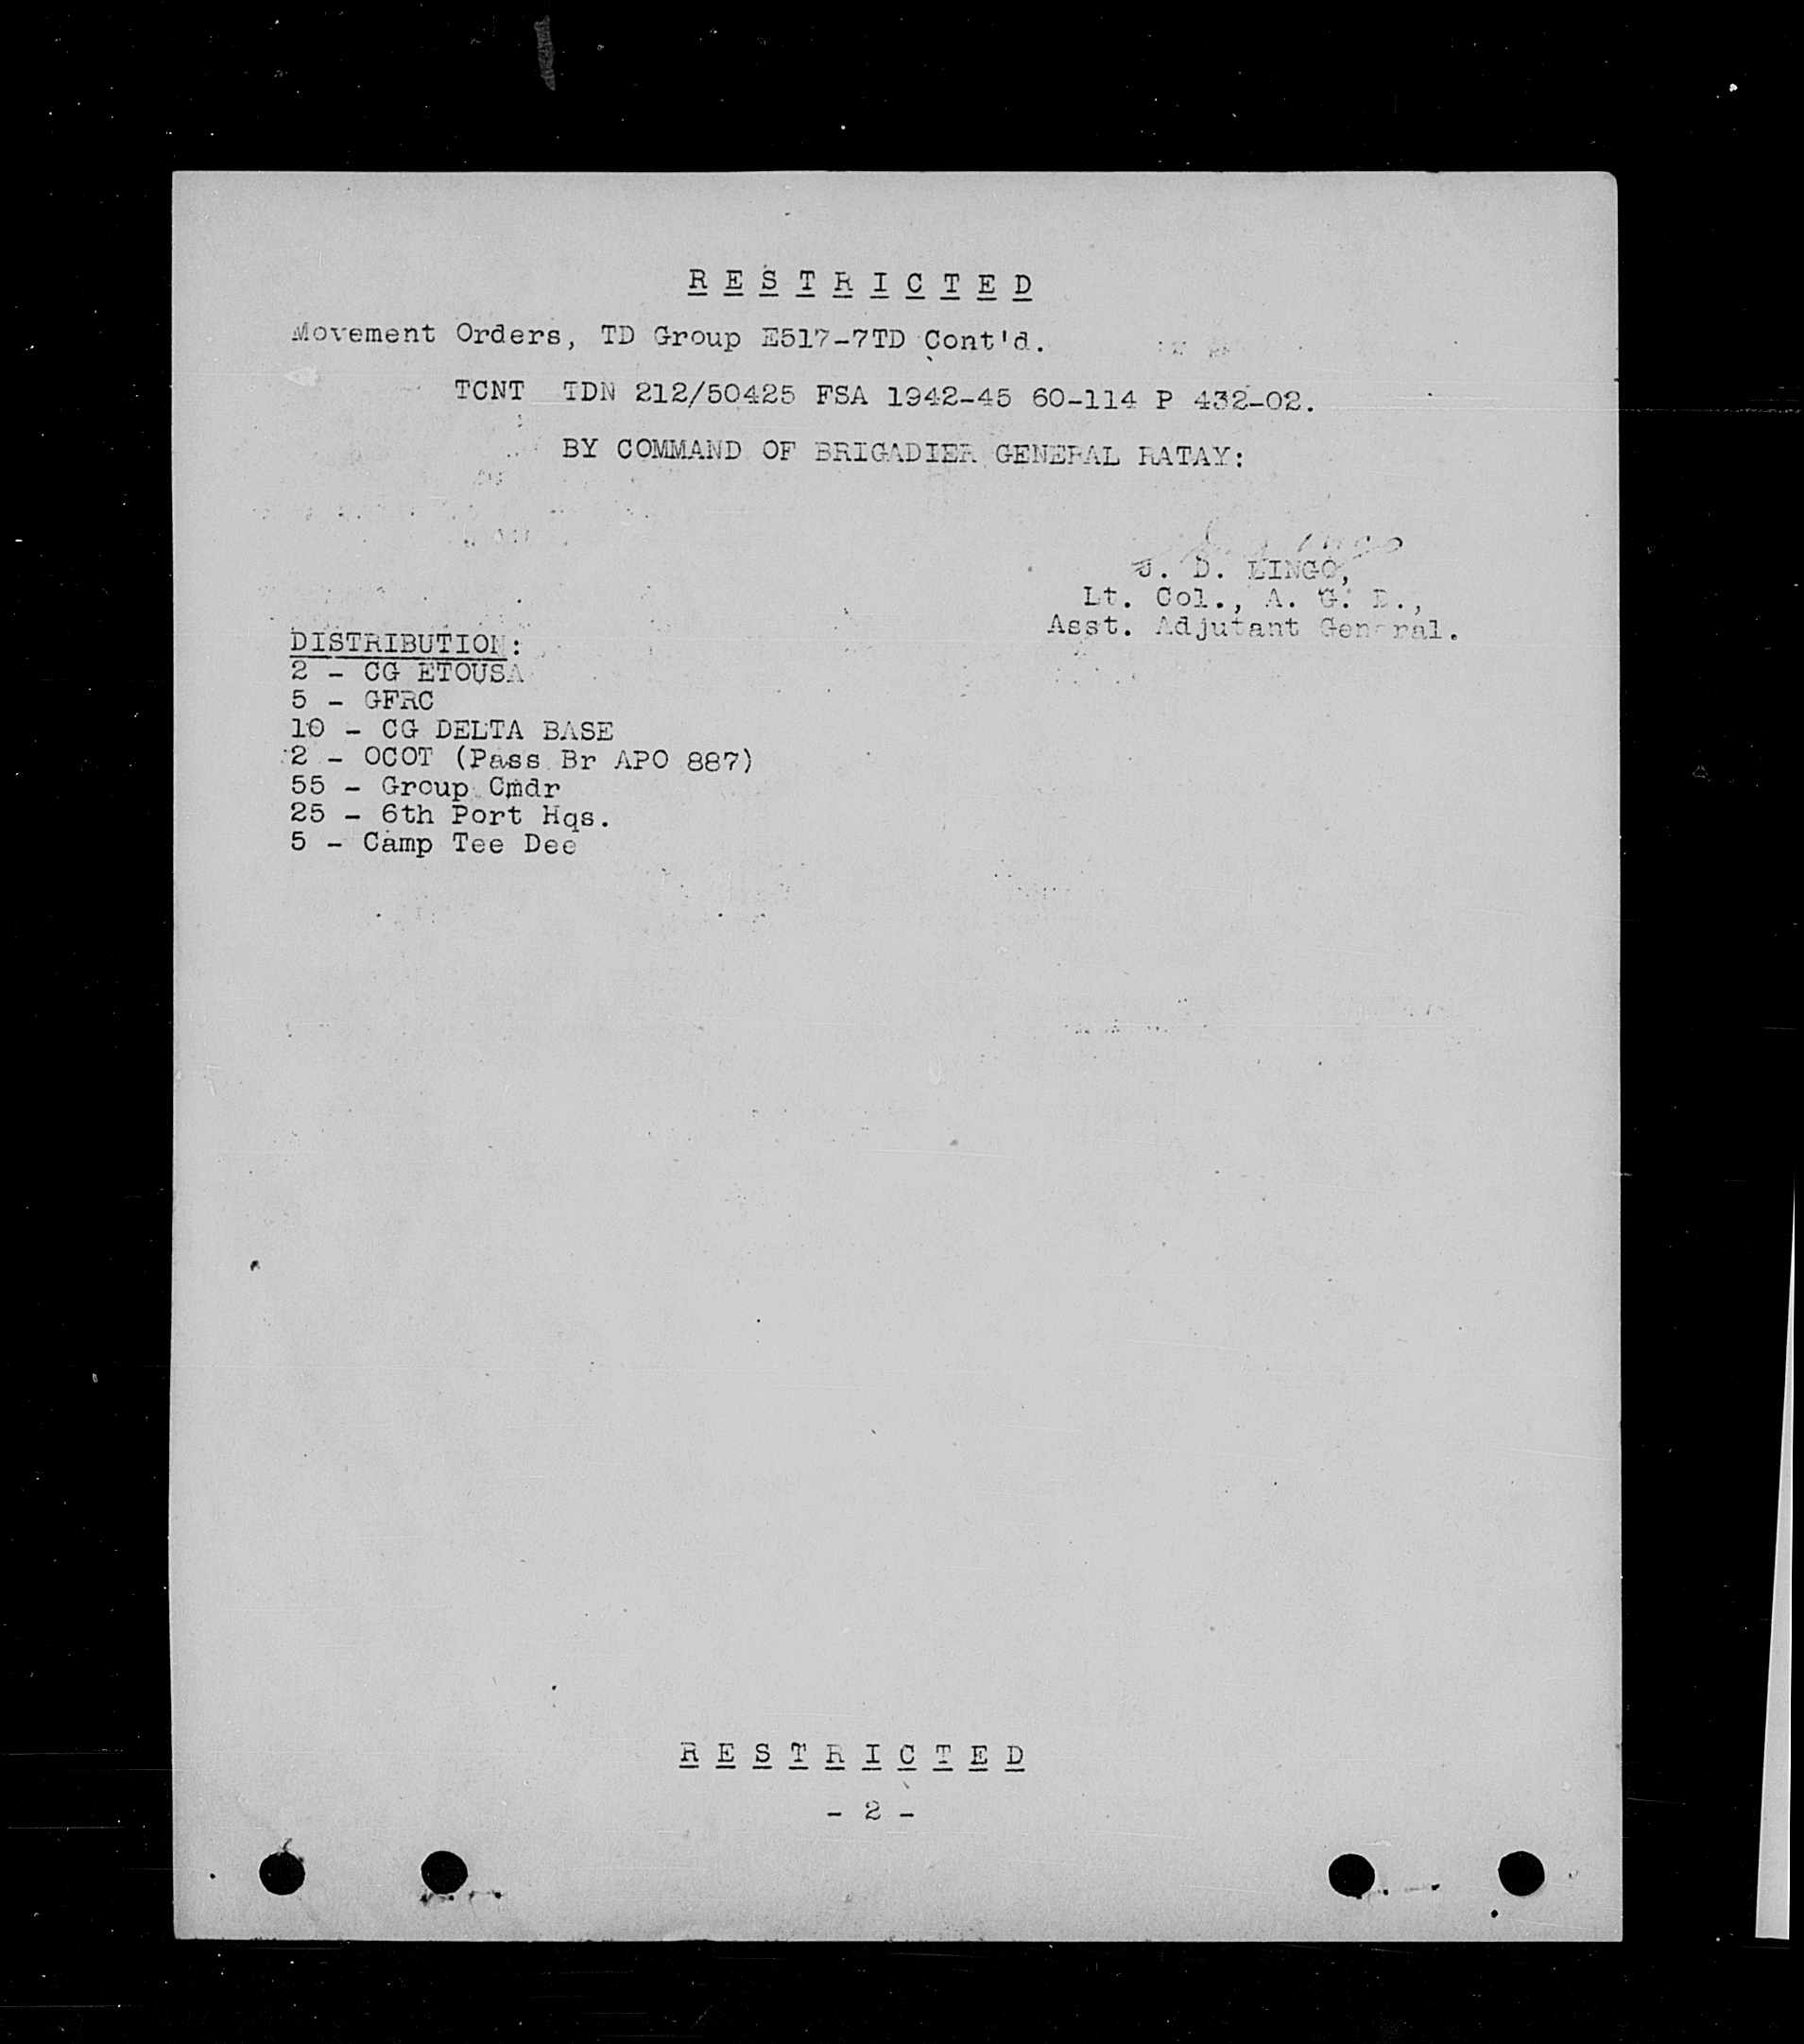 R E S T R I C T E D
Movement Orders, TD Group E517-7TD Cont'd.
TCNT TDN 212/50425 FSA 1942-45 60-114 P 432-02.
BY COMMAND OF BRIGADIER GENERAL RATAY:
J. D. LINGO,
Lt. Col., A. G. D.,
Asst. Adjutant General.
DISTRIBUTION:
2 - CG ETOUSA
5 - GFRC
10 - CG DELTA BASE
2 - OCOT (Pass Br APO 887)
55 - Group Cmdr
25 - 6th Port Hqs.
5 - Camp Tee Dee
R E S T R I C T E D
- 2 -